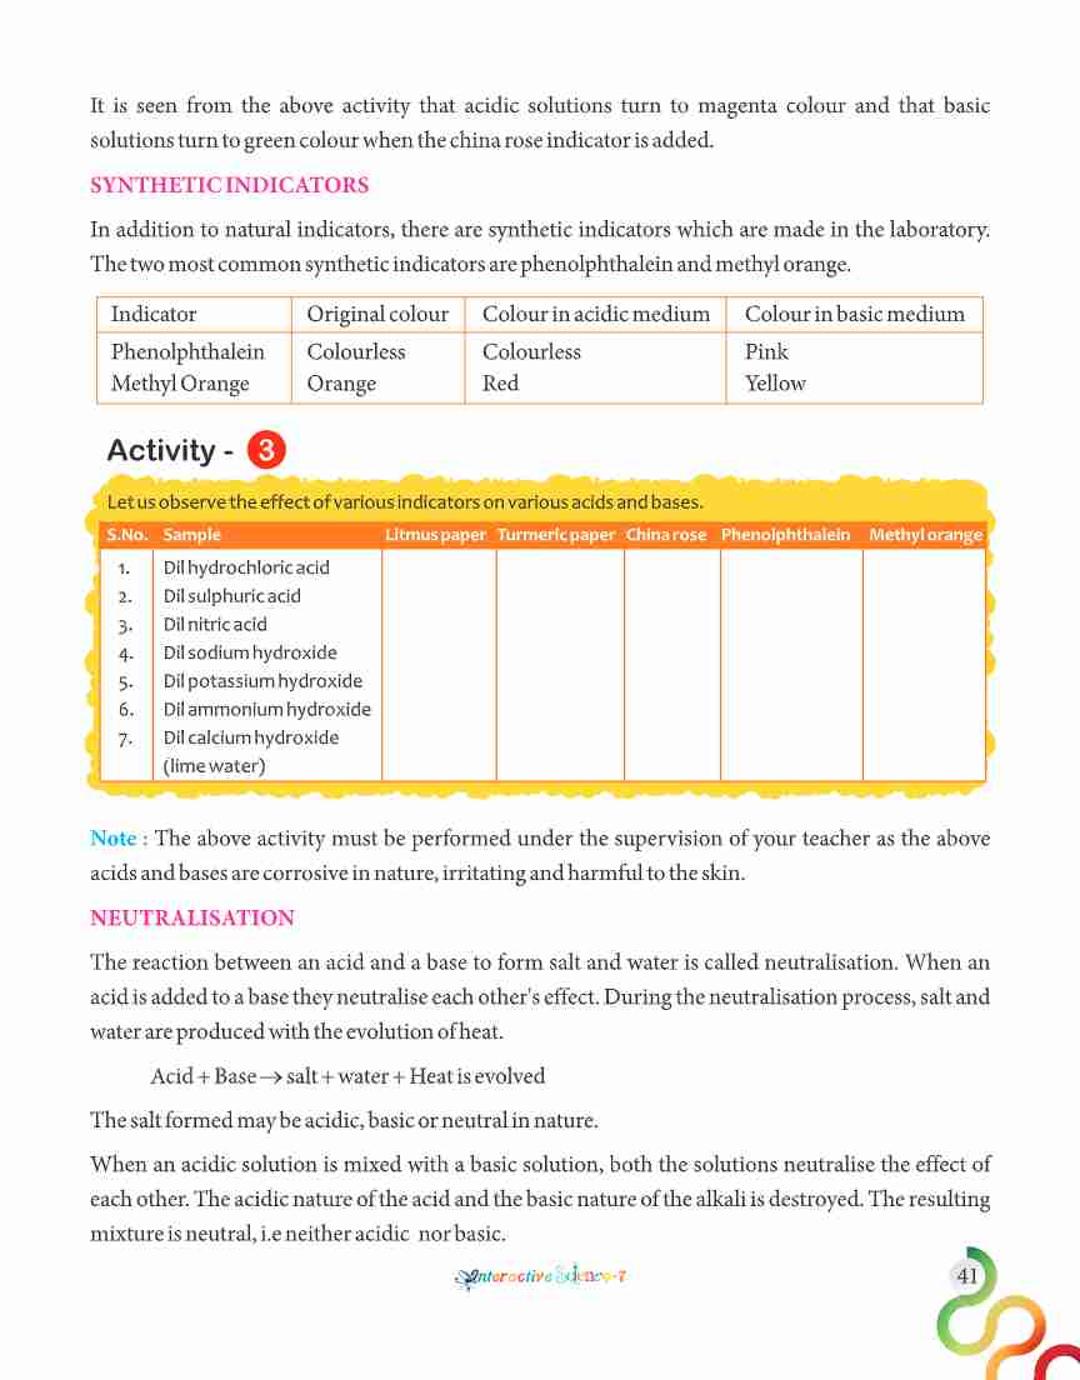 It is seen from the above activity that acidic solutions turn to magenta colour and that basic
solutions turn to green colour when the china rose indicator is added.
SYNTHETIC INDICATORS
In addition to natural indicators, there are synthetic indicators which are made in the laboratory.
The two most common synthetic indicators are phenolphthalein and methyl orange.
Indicator Original colour Colour in acidic medium Colour in basic medium
Phenolphthalein Colourless Colourless Pink
Methyl Orange Orange Red Yellow
Activity - 3
Let us observe the effect of various indicators on various acids and bases.
S.No. Sample Litmus paper Turmeric paper China rose Phenolphthalein Methyl orange
1. Dil hydrochloric acid
2. Dil sulphuric acid
3. Dil nitric acid
4. Dil sodium hydroxide
5. Dil potassium hydroxide
6. Dil ammonium hydroxide
7. Dil calcium hydroxide
(lime water)
Note : The above activity must be performed under the supervision of your teacher as the above
acids and bases are corrosive in nature, irritating and harmful to the skin.
NEUTRALISATION
The reaction between an acid and a base to form salt and water is called neutralisation. When an
acid is added to a base they neutralise each other's effect. During the neutralisation process, salt and
water are produced with the evolution of heat.
Acid + Base → salt + water + Heat is evolved
The salt formed may be acidic, basic or neutral in nature.
When an acidic solution is mixed with a basic solution, both the solutions neutralise the effect of
each other. The acidic nature of the acid and the basic nature of the alkali is destroyed. The resulting
mixture is neutral, i.e neither acidic nor basic.
Interactive Science-7
41